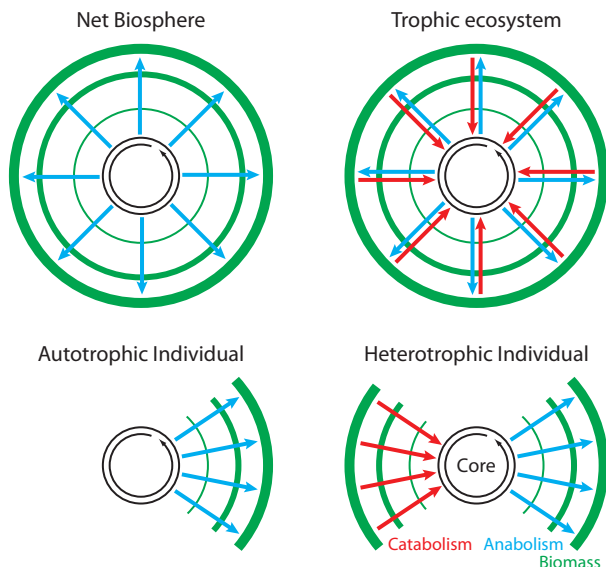 Net Biosphere
Trophic ecosystem
Autotrophic Individual
Heterotrophic Individual
Core
Catabolism
Anabolism
Biomass